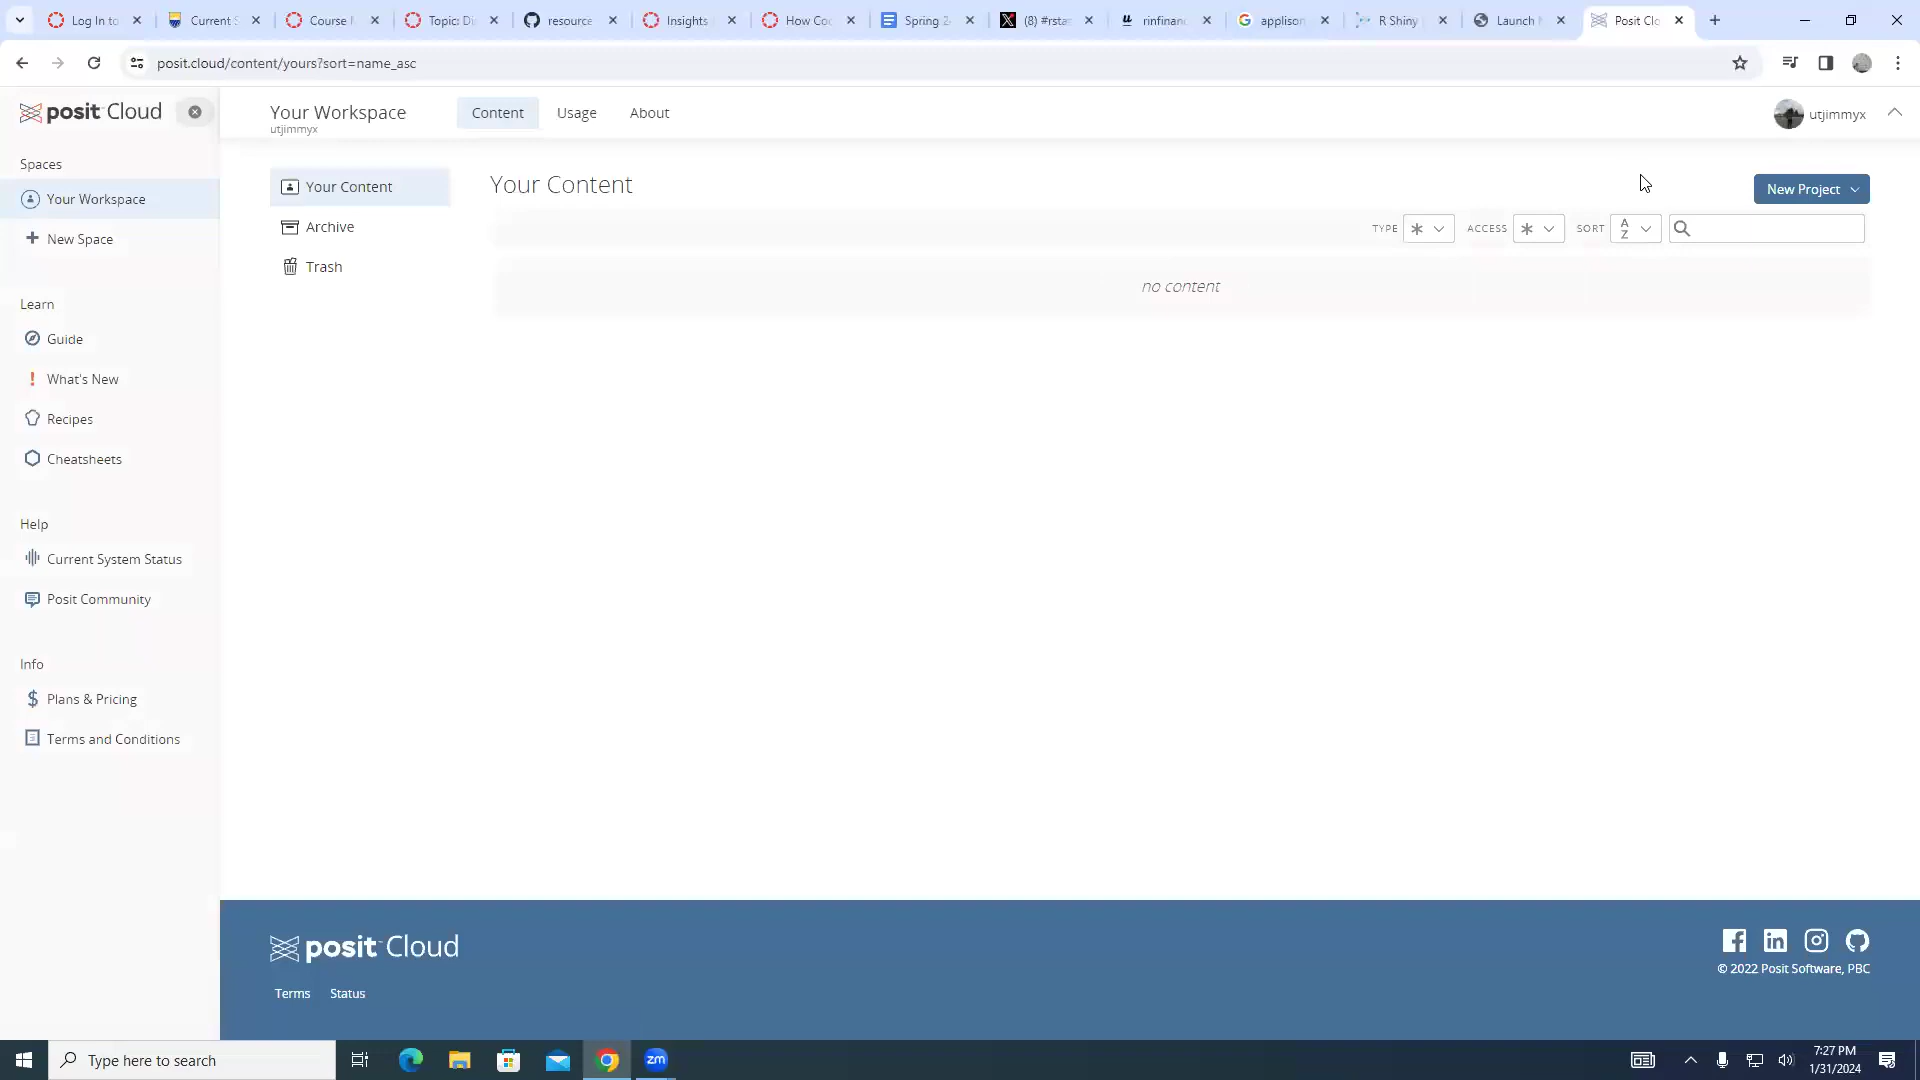 Log In to
Current S
Course M
Topic: Di
resource
Insights
How Coc
Spring 2
(8) #rsta
rinfinan
applison
R Shiny
Launch
Posit Clo
posit.cloud/content/yours?sort=name_asc
posit Cloud
Your Workspace
utjimmyx
Content
Usage
About
utjimmyx
Spaces
Your Workspace
New Space
Learn
Guide
What's New
Recipes
Cheatsheets
Help
Current System Status
Posit Community
Info
Plans & Pricing
Terms and Conditions
Your Content
Archive
Trash
Your Content
New Project
TYPE
ACCESS
SORT
A
Z
no content
posit Cloud
Terms
Status
© 2022 Posit Software, PBC
Type here to search
zm
7:27 PM
1/31/2024